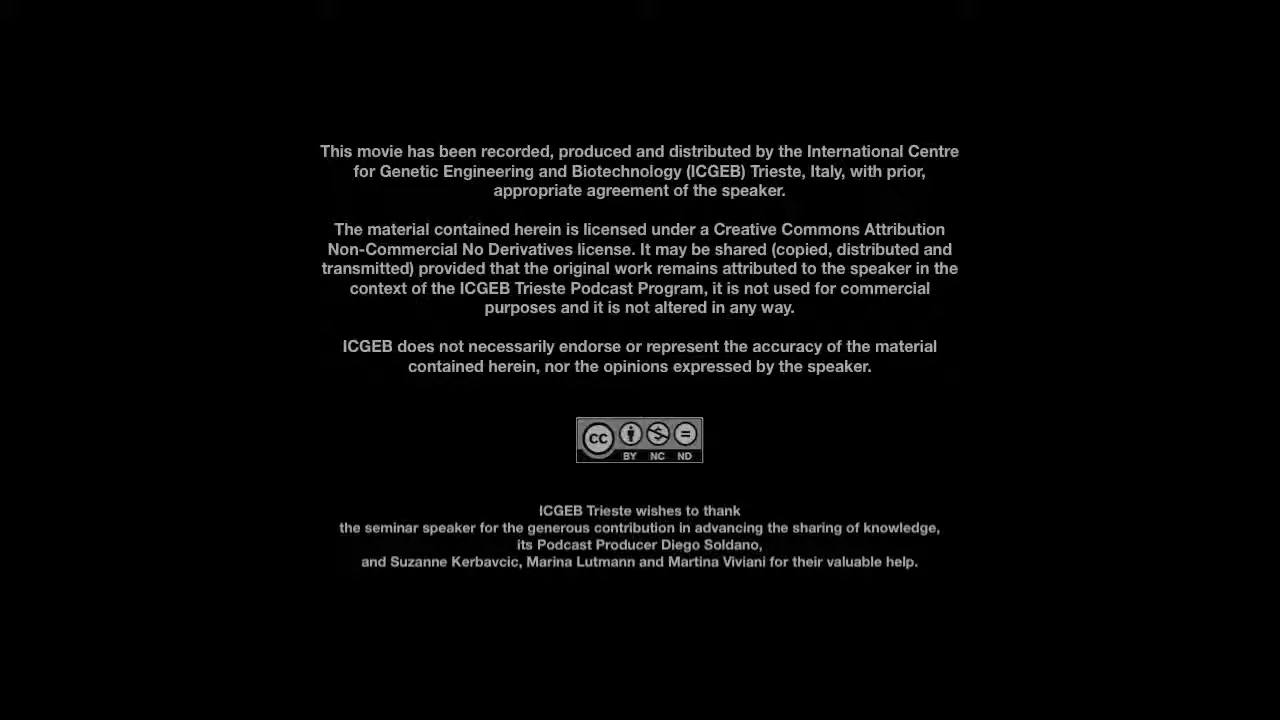 This movie has been recorded, produced and distributed by the International Centre
for Genetic Engineering and Biotechnology (ICGEB) Trieste, Italy, with prior,
appropriate agreement of the speaker.
The material contained herein is licensed under a Creative Commons Attribution
Non-Commercial No Derivatives license. It may be shared (copied, distributed and
transmitted) provided that the original work remains attributed to the speaker in the
context of the ICGEB Trieste Podcast Program, it is not used for commercial
purposes and it is not altered in any way.
ICGEB does not necessarily endorse or represent the accuracy of the material
contained herein, nor the opinions expressed by the speaker.
CC
BY NC ND
ICGEB Trieste wishes to thank
the seminar speaker for the generous contribution in advancing the sharing of knowledge,
its Podcast Producer Diego Soldano,
and Suzanne Kerbavcic, Marina Lutmann and Martina Viviani for their valuable help.